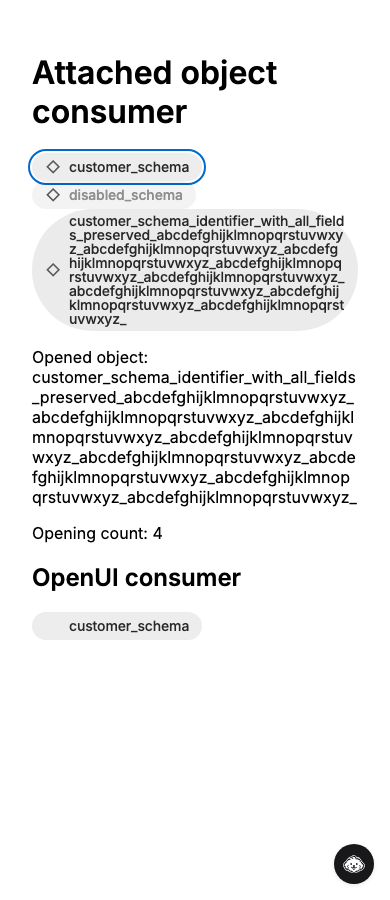 Attached object
consumer
customer_schema
disabled_schema
customer_schema_identifier_with_all_field
s_preserved_abcdefghijklmnopqrstuvwxy
z_abcdefghijklmnopqrstuvwxyz_abcdefg
hijklmnopqrstuvwxyz_abcdefghijklmnopq
rstuvwxyz_abcdefghijklmnopqrstuvwxyz_
abcdefghijklmnopqrstuvwxyz_abcdefghij
klmnopqrstuvwxyz_abcdefghijklmnopqrst
uvwxyz_
Opened object:
customer_schema_identifier_with_all_fields
_preserved_abcdefghijklmnopqrstuvwxyz_
abcdefghijklmnopqrstuvwxyz_abcdefghijkl
mnopqrstuvwxyz_abcdefghijklmnopqrstuv
wxyz_abcdefghijklmnopqrstuvwxyz_abcde
fghijklmnopqrstuvwxyz_abcdefghijklmnop
qrstuvwxyz_abcdefghijklmnopqrstuvwxyz_
Opening count: 4
OpenUI consumer
customer_schema